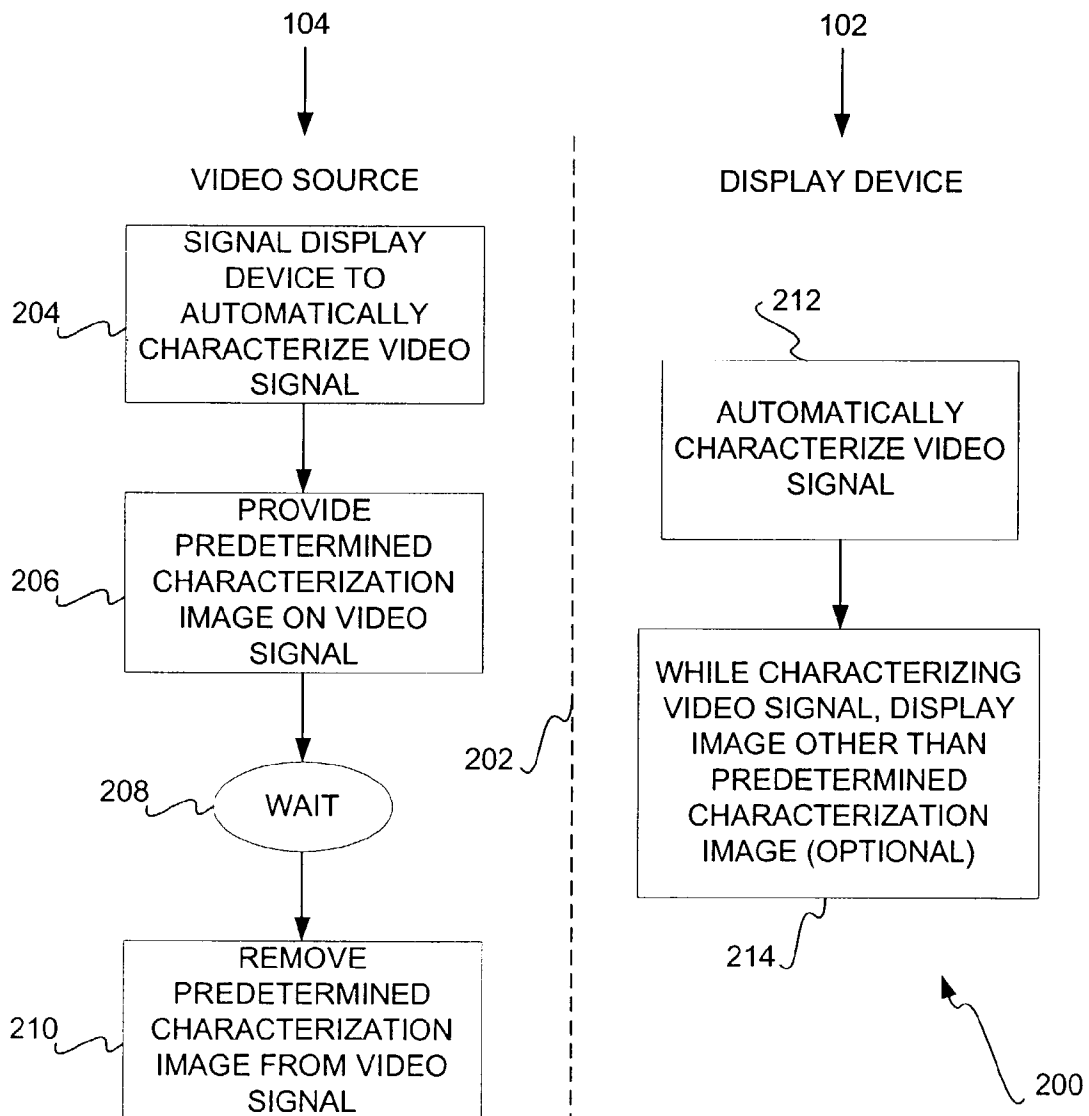 104
VIDEO SOURCE
204
SIGNAL DISPLAY
DEVICE TO
AUTOMATICALLY
CHARACTERIZE VIDEO
SIGNAL
206
PROVIDE
PREDETERMINED
CHARACTERIZATION
IMAGE ON VIDEO
SIGNAL
208
WAIT
210
REMOVE
PREDETERMINED
CHARACTERIZATION
IMAGE FROM VIDEO
SIGNAL
202
102
DISPLAY DEVICE
212
AUTOMATICALLY
CHARACTERIZE VIDEO
SIGNAL
WHILE CHARACTERIZING
VIDEO SIGNAL, DISPLAY
IMAGE OTHER THAN
PREDETERMINED
CHARACTERIZATION
IMAGE (OPTIONAL)
214
200